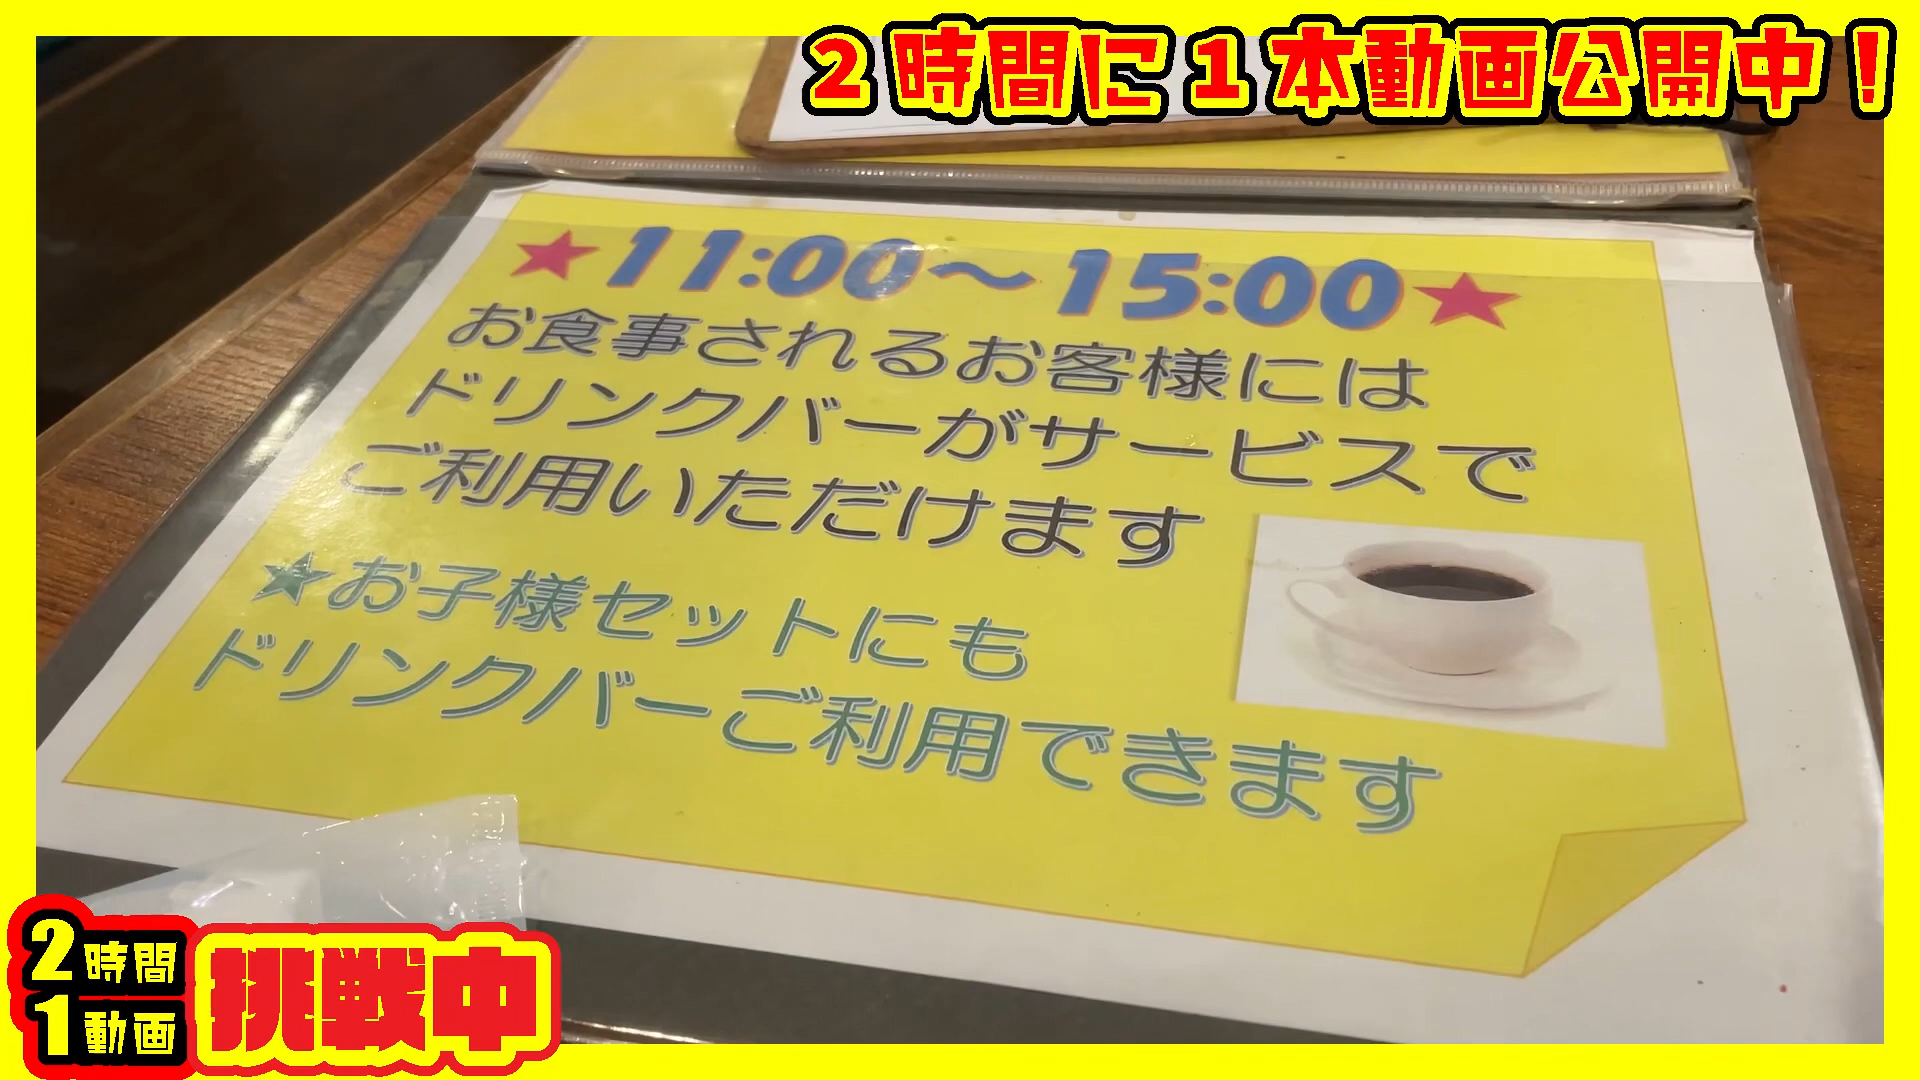 2時間に1本動画公開中!
★11:00～15:00★
お食事されるお客様には
ドリンクバーがサービスで
ご利用いただけます
★お子様セットにも
ドリンクバーご利用できます
2時間
1動画
挑戦中